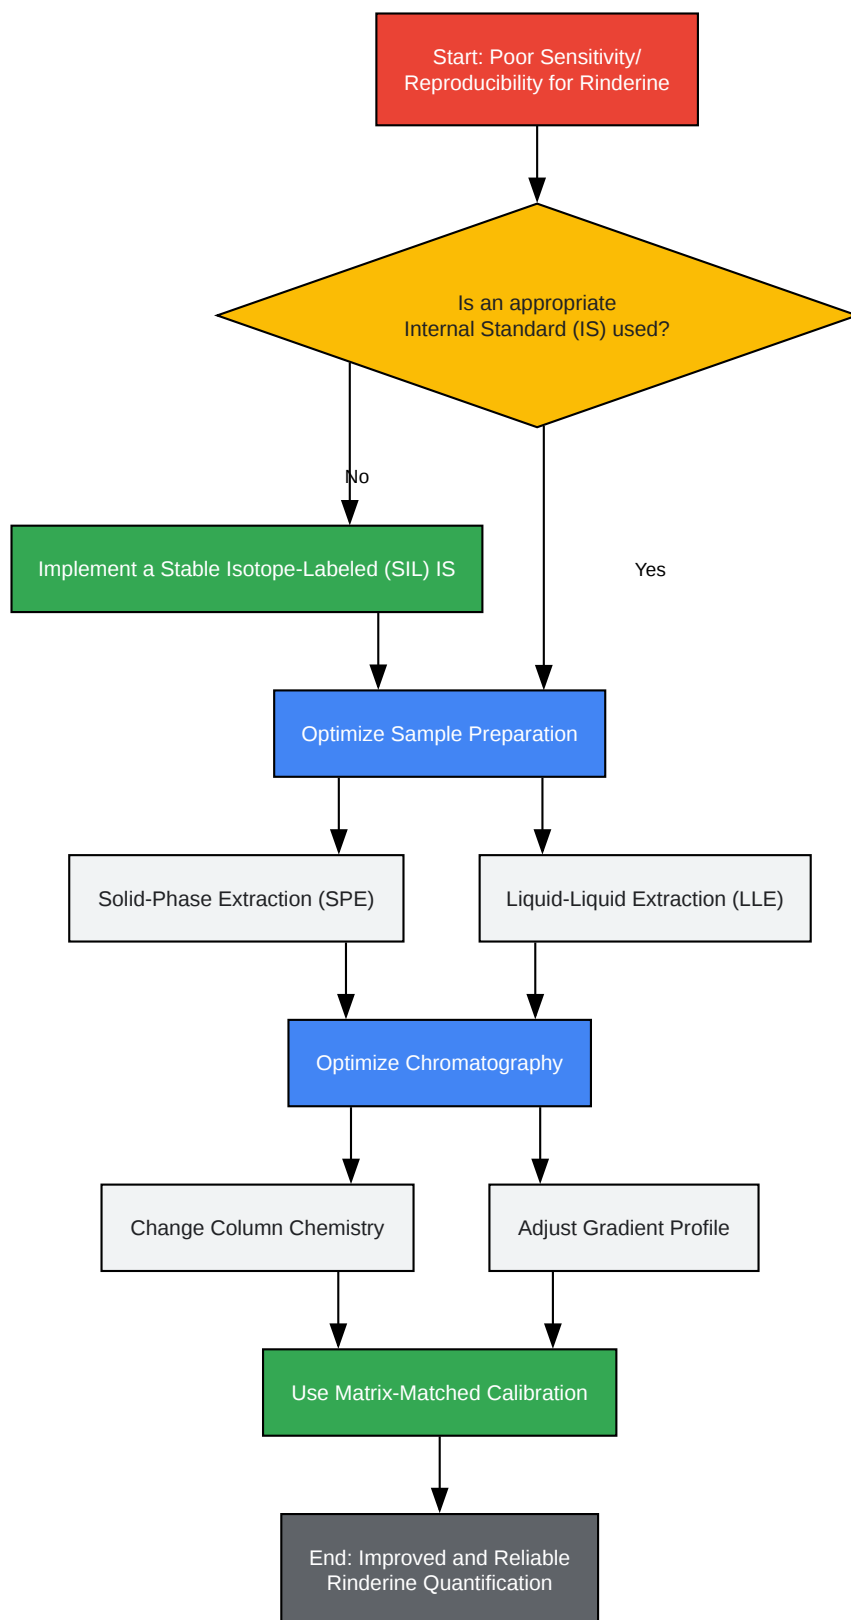 Start: Poor Sensitivity/
Reproducibility for Rinderine
Is an appropriate
Internal Standard (IS) used?
No
Implement a Stable Isotope-Labeled (SIL) IS
Yes
Optimize Sample Preparation
Solid-Phase Extraction (SPE)
Liquid-Liquid Extraction (LLE)
Optimize Chromatography
Change Column Chemistry
Adjust Gradient Profile
Use Matrix-Matched Calibration
End: Improved and Reliable
Rinderine Quantification